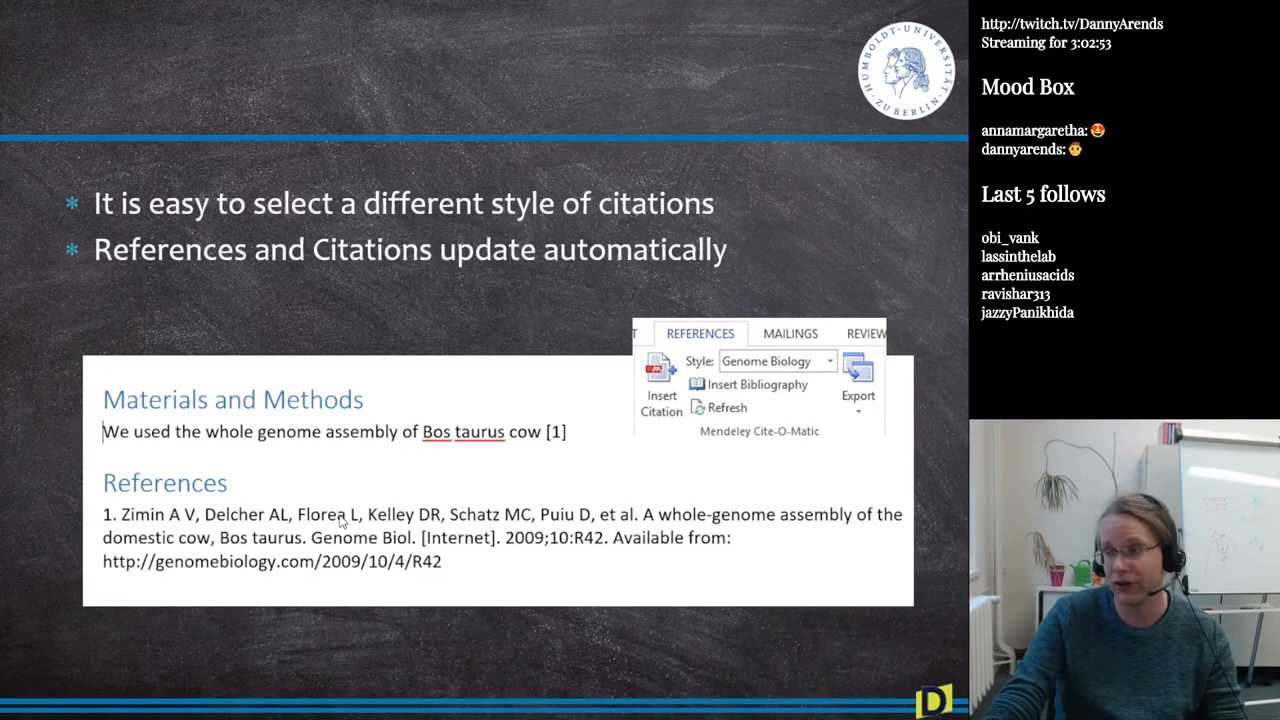 HUMBOLDT-UNIVERSITÄT
ZU BERLIN
* It is easy to select a different style of citations
* References and Citations update automatically
T REFERENCES MAILINGS REVIEW
Style: Genome Biology
Insert Bibliography
Refresh
Insert
Citation
Export
Mendeley Cite-O-Matic
Materials and Methods
We used the whole genome assembly of Bos taurus cow [1]
References
1. Zimin A V, Delcher AL, Florea L, Kelley DR, Schatz MC, Puiu D, et al. A whole-genome assembly of the
domestic cow, Bos taurus. Genome Biol. [Internet]. 2009;10:R42. Available from:
http://genomebiology.com/2009/10/4/R42
D
http://twitch.tv/DannyArends
Streaming for 3:02:53
Mood Box
annamargaretha: 😍
dannyarends: 👨
Last 5 follows
obi_vank
lassinthelab
arrheniusacids
ravishar313
jazzyPanikhida